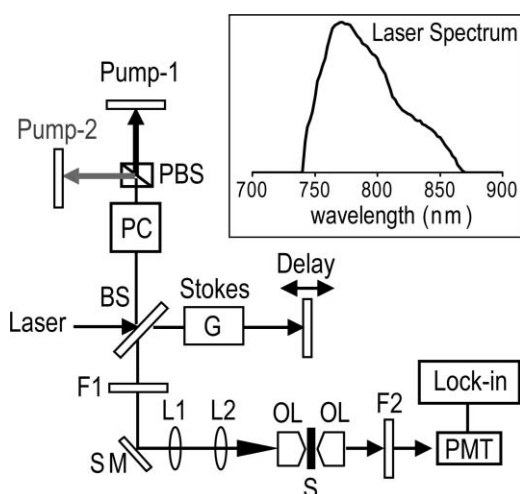 Pump-1
Pump-2
PBS
PC
BS
Stokes
Delay
Laser
G
F1
L1
L2
OL
OL
F2
Lock-in
SM
S
PMT
Laser Spectrum
700
750
800
850
900
wavelength (nm)